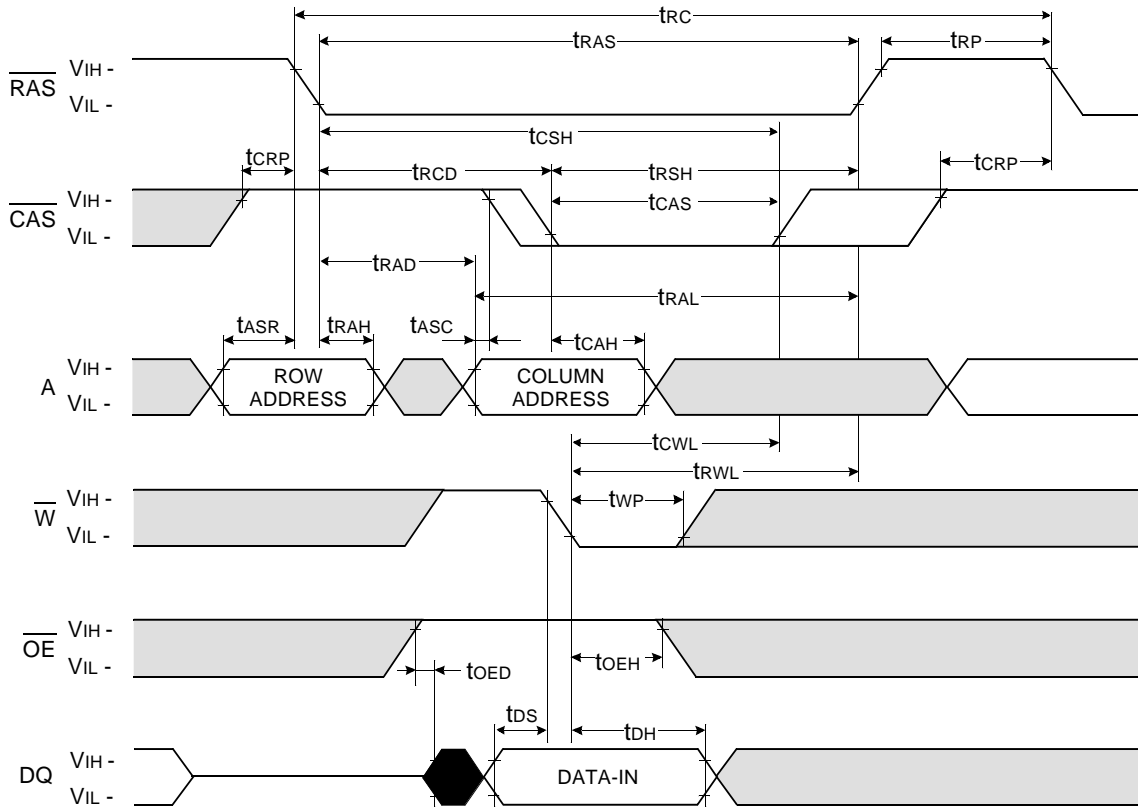 tRC
tRAS tRP
RAS VIH -
VIL -
tCSH
tCRP tRCD tRSH tCRP
CAS VIH -
tCAS
VIL -
tRAD
tRAL
tASR tRAH tASC tCAH
A VIH -
VIL -
ROW ADDRESS
COLUMN ADDRESS
tCWL
tRWL
W VIH -
VIL -
tWP
OE VIH -
VIL -
tOED tOEH
tDS tDH
DQ VIH -
VIL -
DATA-IN